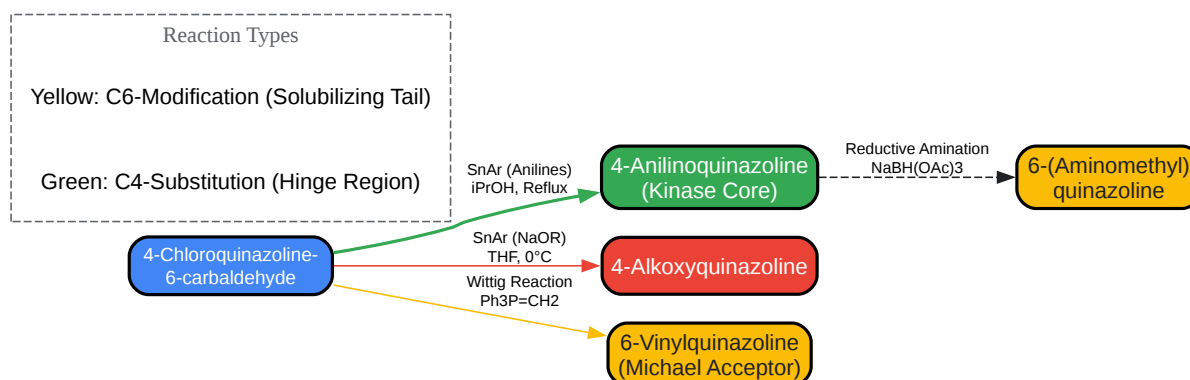 Reaction Types
Yellow: C6-Modification (Solubilizing Tail)
Green: C4-Substitution (Hinge Region)
4-Chloroquinazoline-
6-carbaldehyde
SnAr (Anilines)
iPrOH, Reflux
4-Anilinoquinazoline
(Kinase Core)
Reductive Amination
NaBH(OAc)3
6-(Aminomethyl)
quinazoline
SnAr (NaOR)
THF, 0°C
4-Alkoxyquinazoline
Wittig Reaction
Ph3P=CH2
6-Vinylquinazoline
(Michael Acceptor)